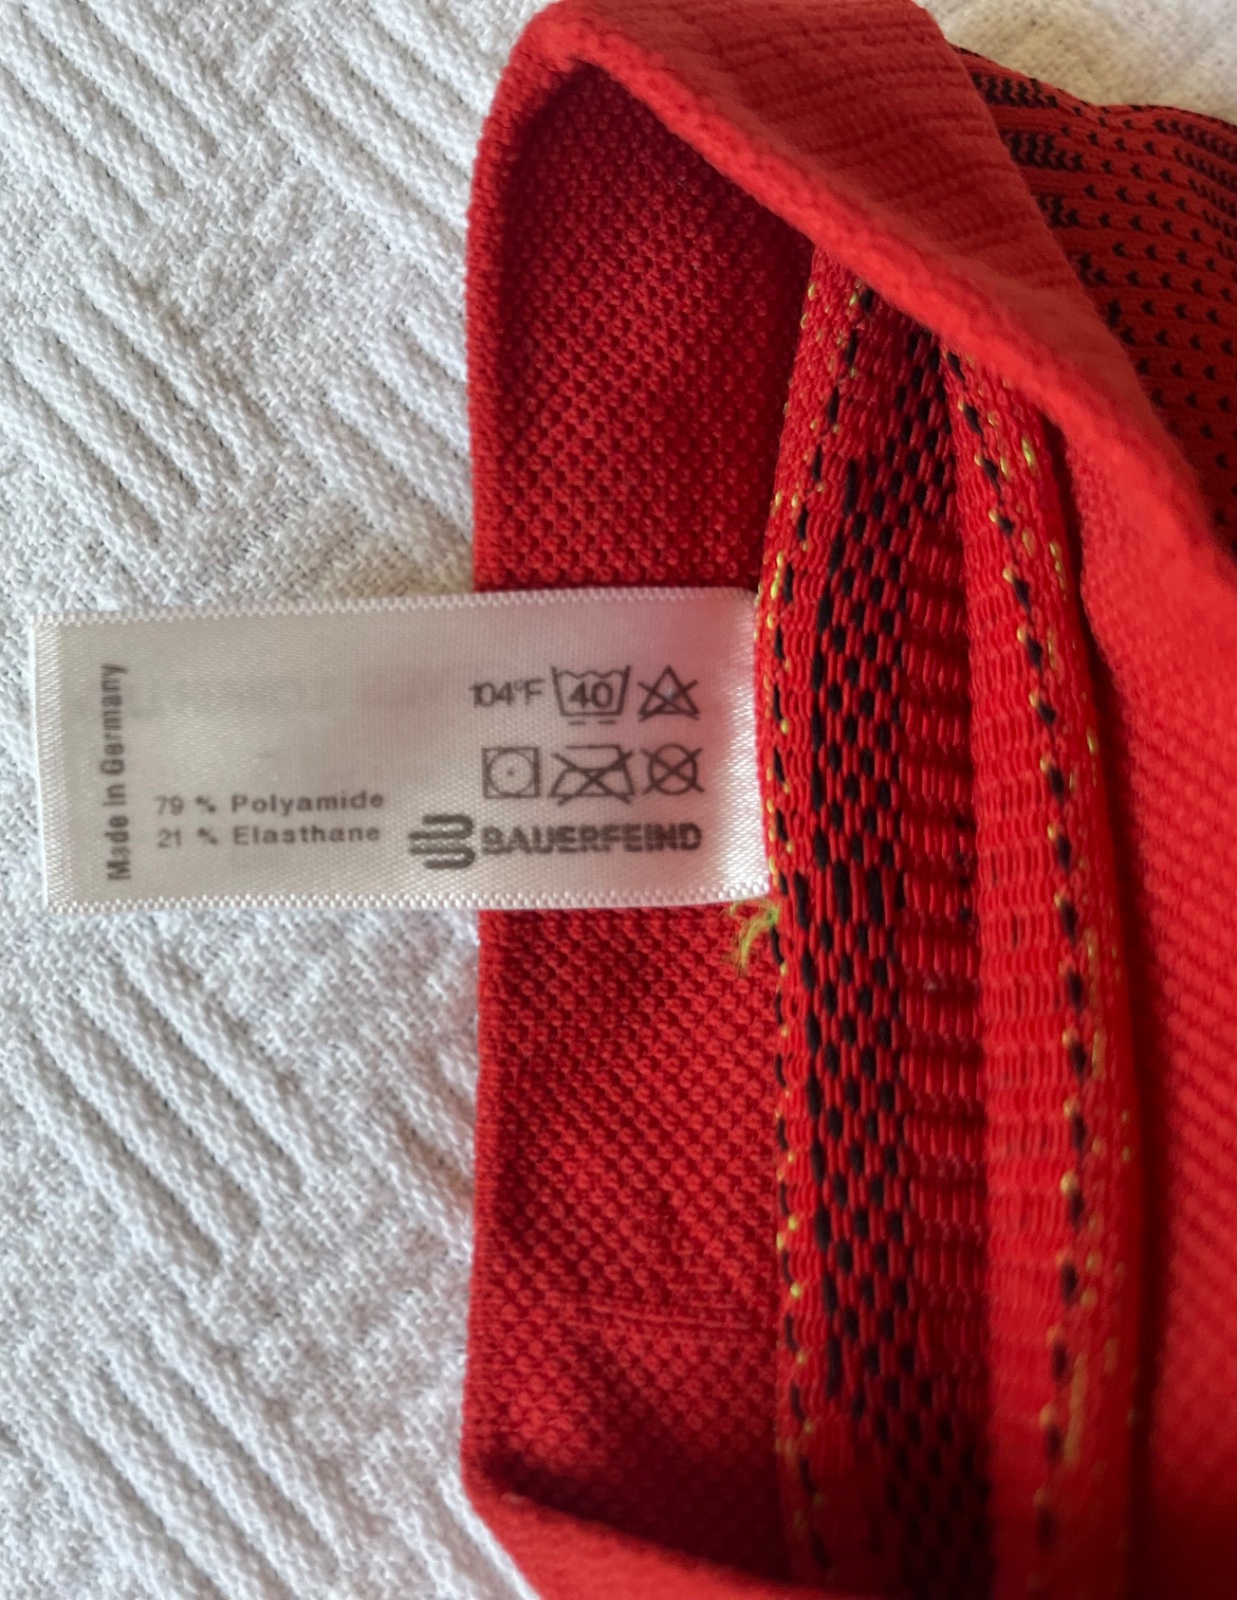 104°F 40
79 % Polyamide
21 % Elasthane
BAUERFEIND
Made in Germany